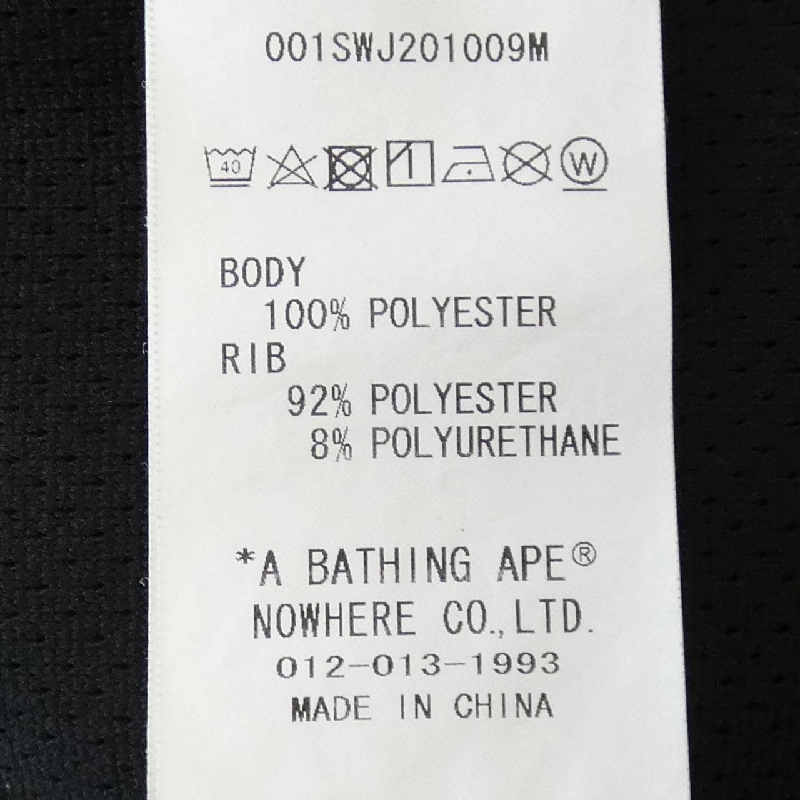 001SWJ201009M
40 W
BODY
100% POLYESTER
RIB
92% POLYESTER
8% POLYURETHANE
*A BATHING APE®
NOWHERE CO.,LTD.
012-013-1993
MADE IN CHINA